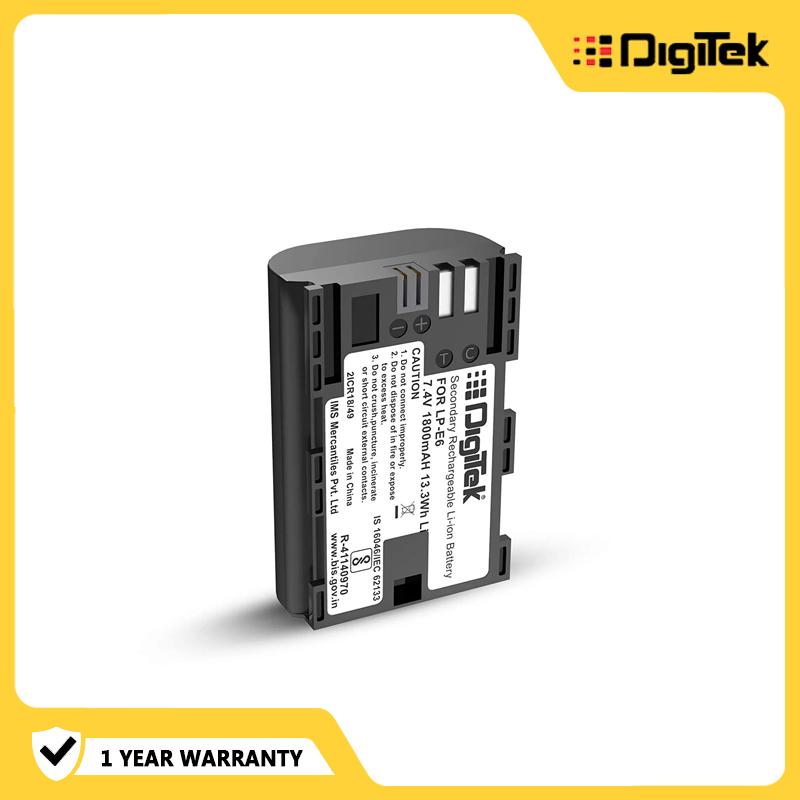 DIGITEK
DIGITEK
Secondary Rechargeable Li-ion Battery
FOR LP-E6
7.4V 1800mAH 13.3Wh Li
CAUTION
1. Do not connect improperly.
2. Do not dispose of in fire or expose
to excess heat.
3. Do not crush,puncture, incinerate
or short circuit external contacts.
2ICR18/49
Made in China
IMS Mercantiles Pvt. Ltd
IS 16046/IEC 62133
R-41140970
www.bis.gov.in
− +
T C
1 YEAR WARRANTY